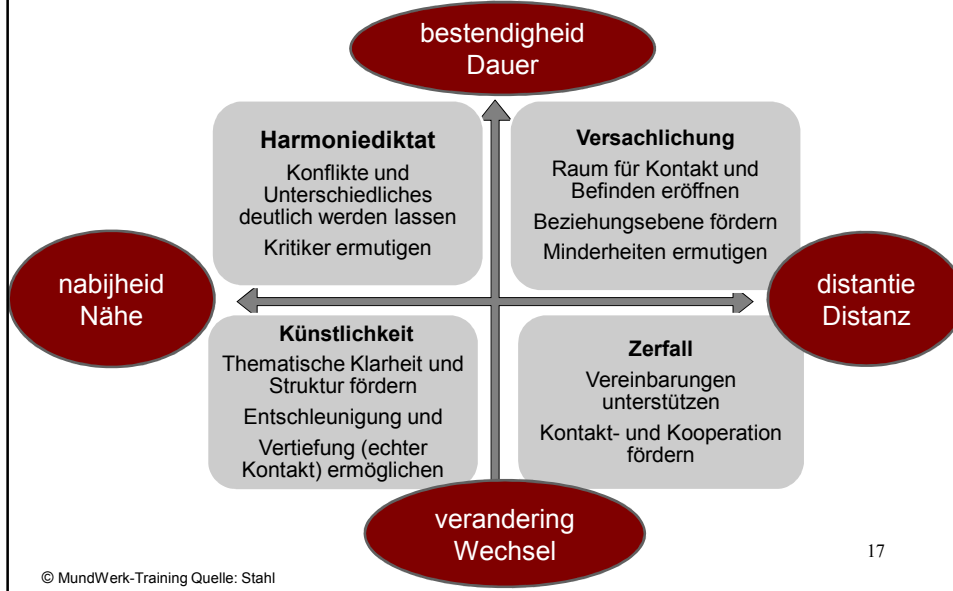 bestendigheid
Dauer
Harmoniediktat
Konflikte und
Unterschiedliches
deutlich werden lassen
Kritiker ermutigen
Versachlichung
Raum für Kontakt und
Befinden eröffnen
Beziehungsebene fördern
Minderheiten ermutigen
nabijheid
Nähe
distantie
Distanz
Künstlichkeit
Thematische Klarheit und
Struktur fördern
Entschleunigung und
Vertiefung (echter
Kontakt) ermöglichen
Zerfall
Vereinbarungen
unterstützen
Kontakt- und Kooperation
fördern
verandering
Wechsel
17
© MundWerk-Training Quelle: Stahl